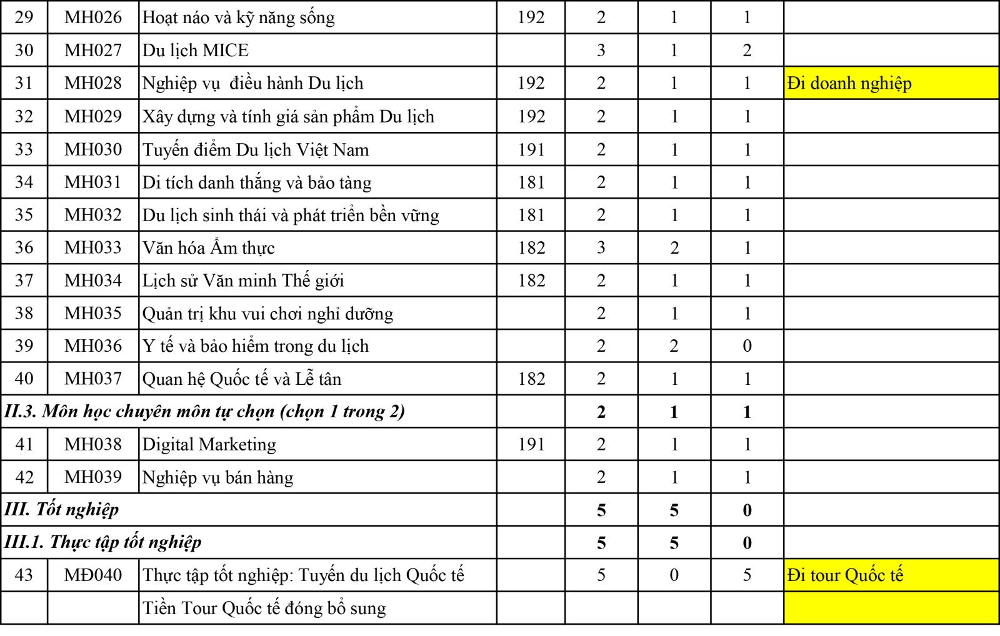 29 MH026 Hoạt náo và kỹ năng sống 192 2 1 1
30 MH027 Du lịch MICE 3 1 2
31 MH028 Nghiệp vụ điều hành Du lịch 192 2 1 1 Đi doanh nghiệp
32 MH029 Xây dựng và tính giá sản phẩm Du lịch 192 2 1 1
33 MH030 Tuyến điểm Du lịch Việt Nam 191 2 1 1
34 MH031 Di tích danh thắng và bảo tàng 181 2 1 1
35 MH032 Du lịch sinh thái và phát triển bền vững 181 2 1 1
36 MH033 Văn hóa Ẩm thực 182 3 2 1
37 MH034 Lịch sử Văn minh Thế giới 182 2 1 1
38 MH035 Quản trị khu vui chơi nghỉ dưỡng 2 1 1
39 MH036 Y tế và bảo hiểm trong du lịch 2 2 0
40 MH037 Quan hệ Quốc tế và Lễ tân 182 2 1 1
II.3. Môn học chuyên môn tự chọn (chọn 1 trong 2) 2 1 1
41 MH038 Digital Marketing 191 2 1 1
42 MH039 Nghiệp vụ bán hàng 2 1 1
III. Tốt nghiệp 5 5 0
III.1. Thực tập tốt nghiệp 5 5 0
43 MĐ040 Thực tập tốt nghiệp: Tuyến du lịch Quốc tế 5 0 5 Đi tour Quốc tế
Tiền Tour Quốc tế đóng bổ sung